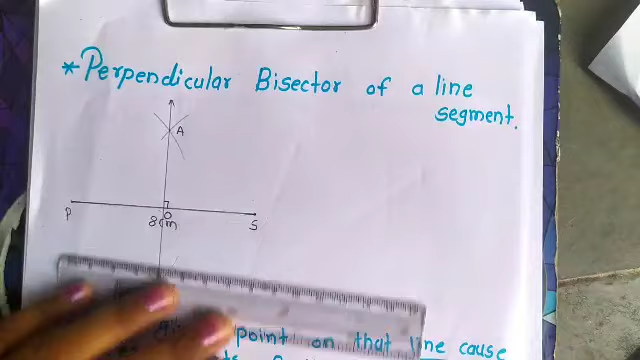 * Perpendicular Bisector of a line
segment.
A
P
O
8cm
S
point on that line cause